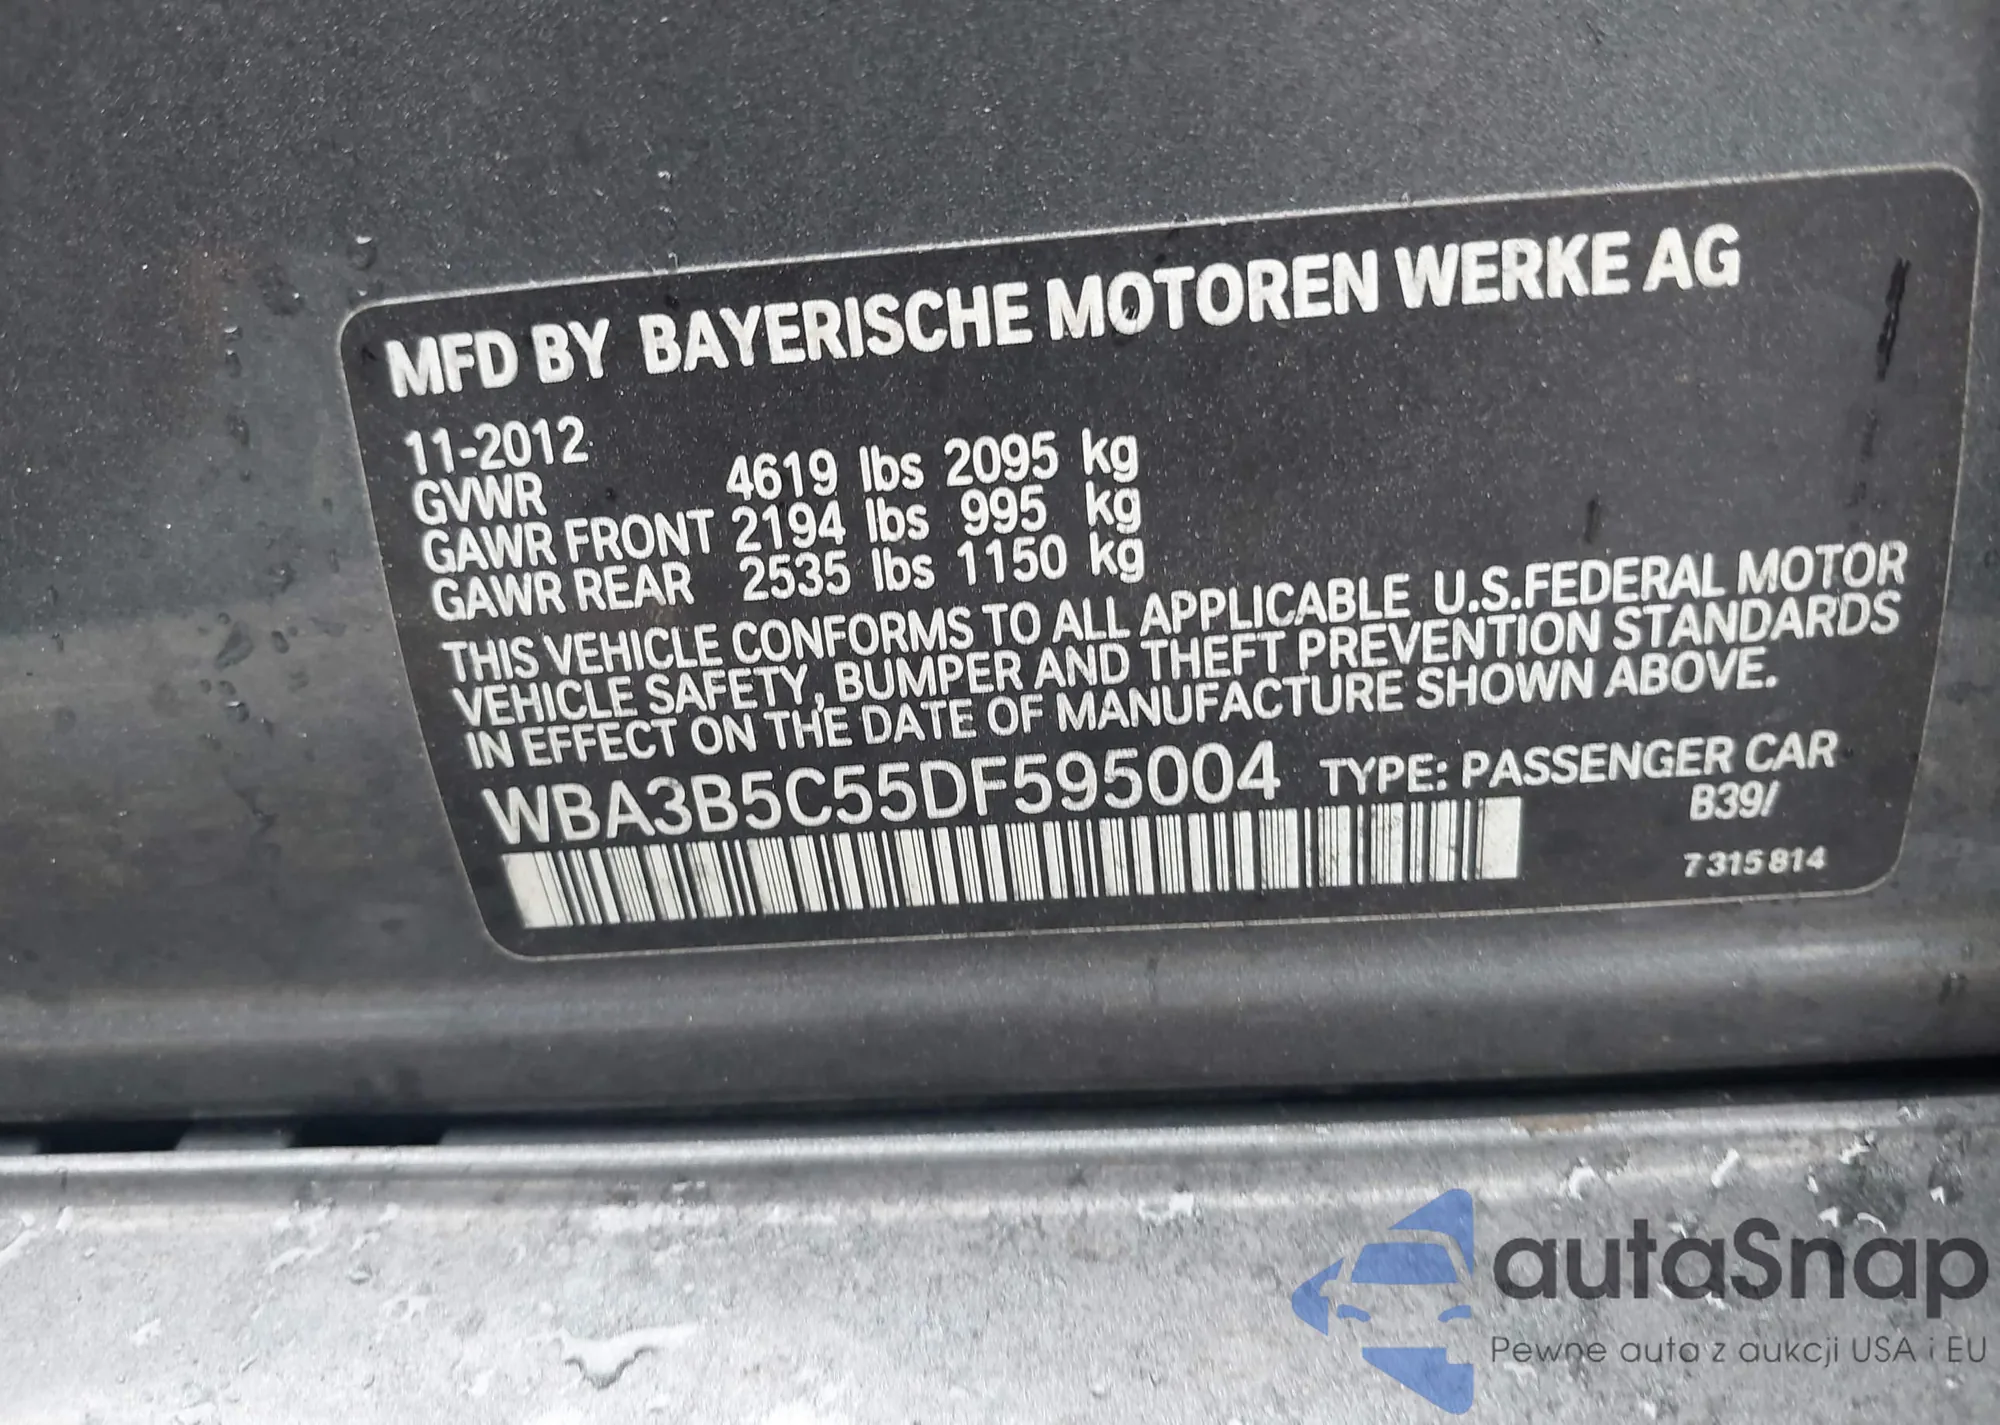 MFD BY BAYERISCHE MOTOREN WERKE AG
11-2012
GVWR 4619 lbs 2095 kg
GAWR FRONT 2194 lbs 995 kg
GAWR REAR 2535 lbs 1150 kg
THIS VEHICLE CONFORMS TO ALL APPLICABLE U.S.FEDERAL MOTOR
VEHICLE SAFETY, BUMPER AND THEFT PREVENTION STANDARDS
IN EFFECT ON THE DATE OF MANUFACTURE SHOWN ABOVE.
WBA3B5C55DF595004 TYPE: PASSENGER CAR
B39/
7 315 814
autaSnap
Pewne auta z aukcji USA i EU